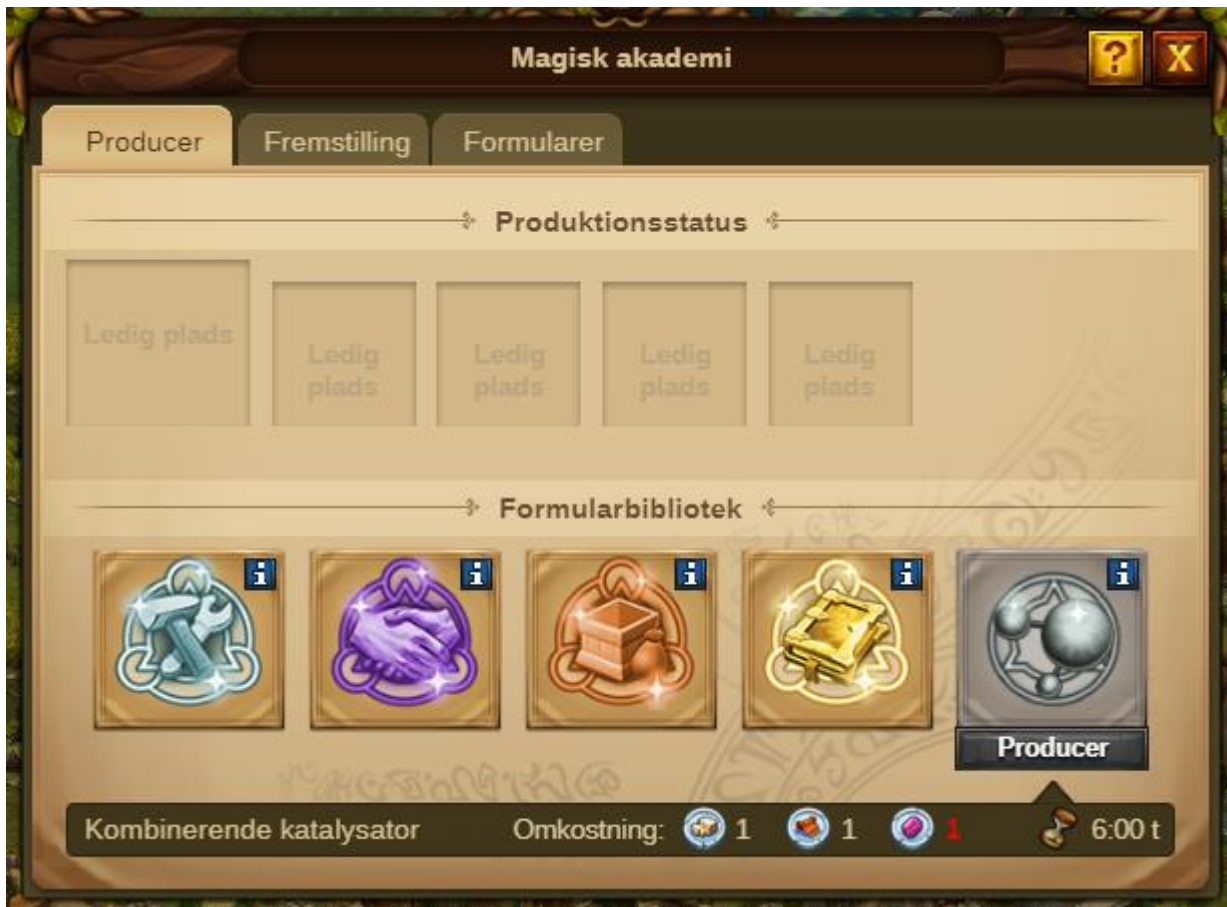 Magisk akademi
?
X
Producer
Fremstilling
Formularer
Produktionsstatus
Ledig plads
Ledig
plads
Ledig
plads
Ledig
plads
Ledig
plads
Formularbibliotek
i
i
i
i
i
Producer
Kombinerende katalysator
Omkostning: 1 1 1 6:00 t